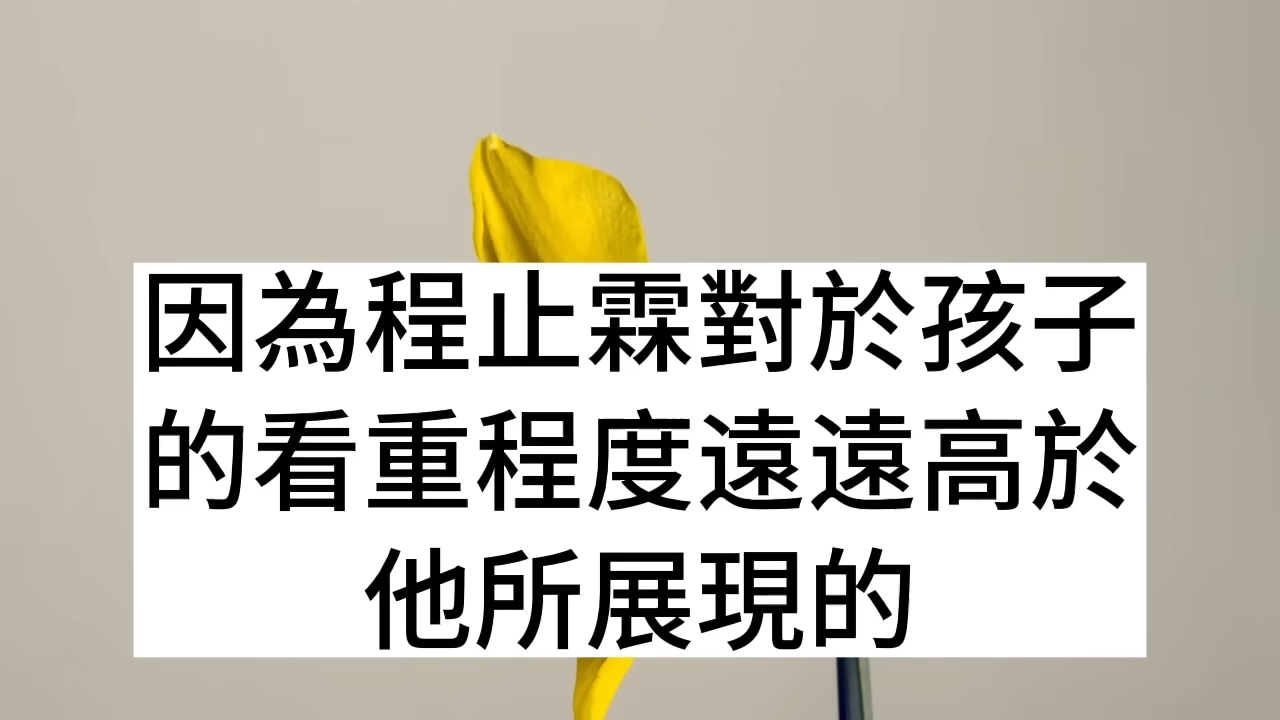 因為程止霖對於孩子
的看重程度遠遠高於
他所展現的